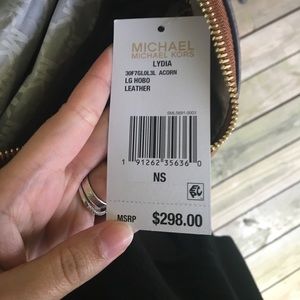 MICHAEL
MICHAEL KORS
LYDIA
30F7GL0L3L ACORN
LG HOBO
LEATHER
1 91262 35636 0
NS
MSRP $298.00